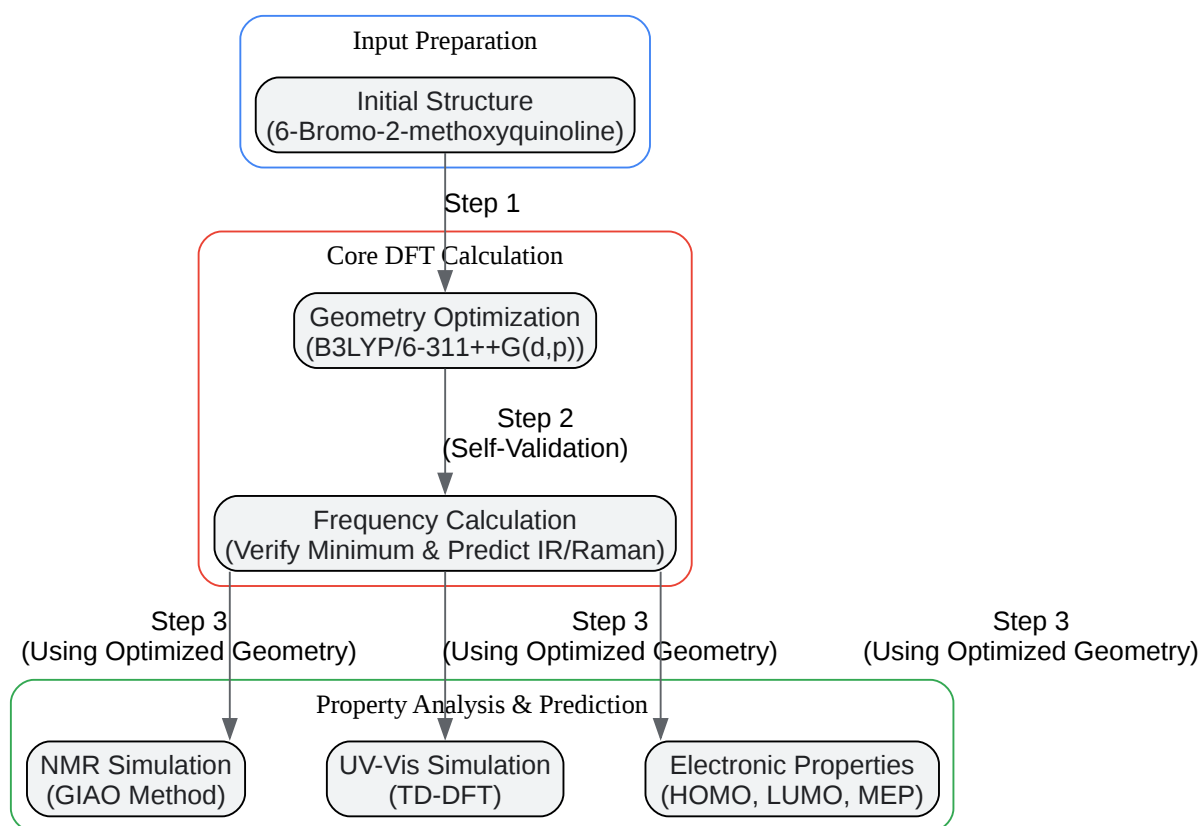 Input Preparation
Initial Structure
(6-Bromo-2-methoxyquinoline)
Step 1
Core DFT Calculation
Geometry Optimization
(B3LYP/6-311++G(d,p))
Step 2
(Self-Validation)
Frequency Calculation
(Verify Minimum & Predict IR/Raman)
Step 3
(Using Optimized Geometry)
Step 3
(Using Optimized Geometry)
Step 3
(Using Optimized Geometry)
Property Analysis & Prediction
NMR Simulation
(GIAO Method)
UV-Vis Simulation
(TD-DFT)
Electronic Properties
(HOMO, LUMO, MEP)